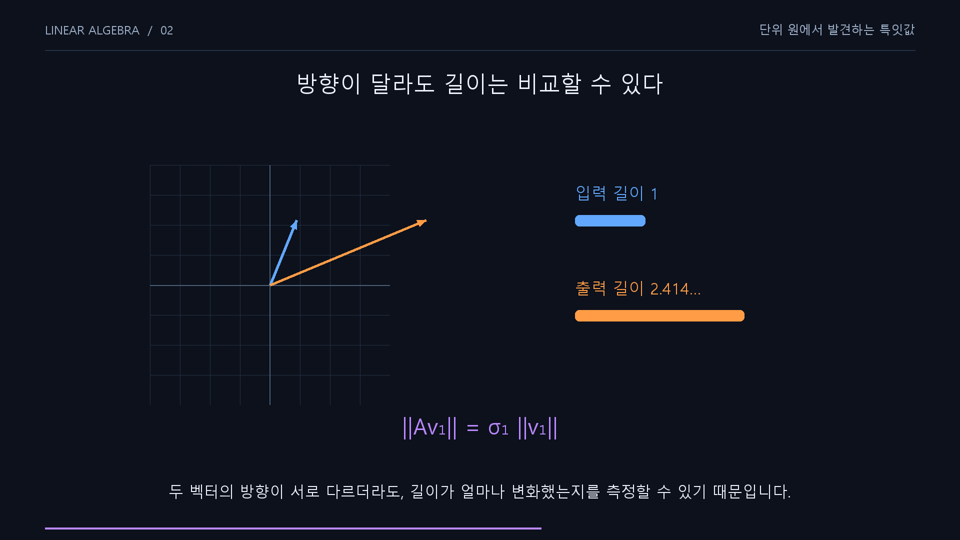 LINEAR ALGEBRA / 02
단위 원에서 발견하는 특잇값
방향이 달라도 길이는 비교할 수 있다
입력 길이 1
출력 길이 2.414...
||Av₁|| = σ₁ ||v₁||
두 벡터의 방향이 서로 다르더라도, 길이가 얼마나 변화했는지를 측정할 수 있기 때문입니다.